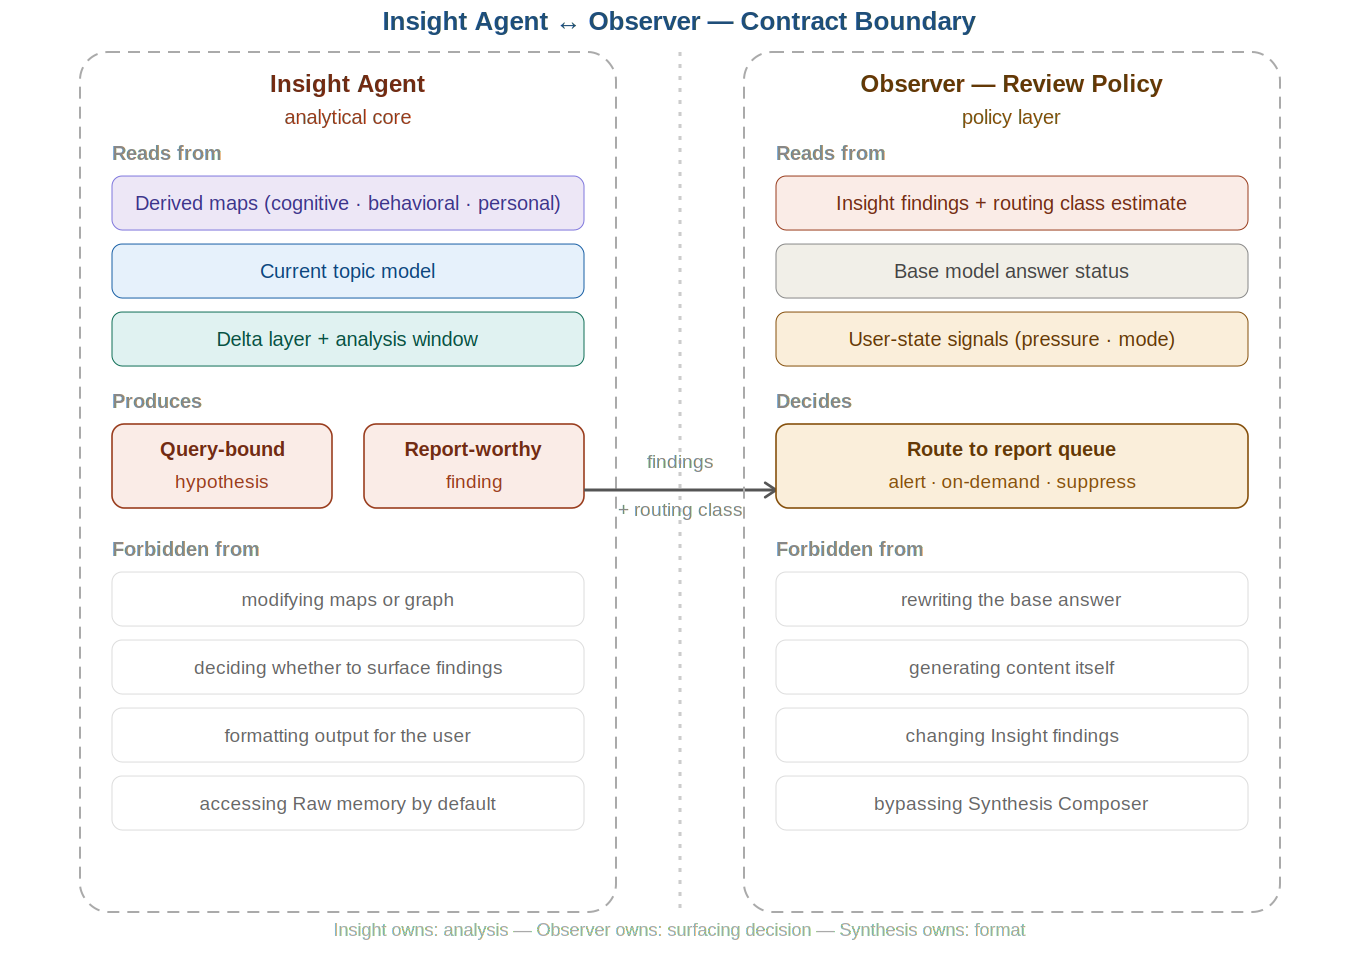 Insight Agent ↔ Observer — Contract Boundary
Insight Agent
analytical core
Reads from
Derived maps (cognitive · behavioral · personal)
Current topic model
Delta layer + analysis window
Produces
Query-bound
hypothesis
Report-worthy
finding
Forbidden from
modifying maps or graph
deciding whether to surface findings
formatting output for the user
accessing Raw memory by default
findings
+ routing class
Observer — Review Policy
policy layer
Reads from
Insight findings + routing class estimate
Base model answer status
User-state signals (pressure · mode)
Decides
Route to report queue
alert · on-demand · suppress
Forbidden from
rewriting the base answer
generating content itself
changing Insight findings
bypassing Synthesis Composer
Insight owns: analysis — Observer owns: surfacing decision — Synthesis owns: format